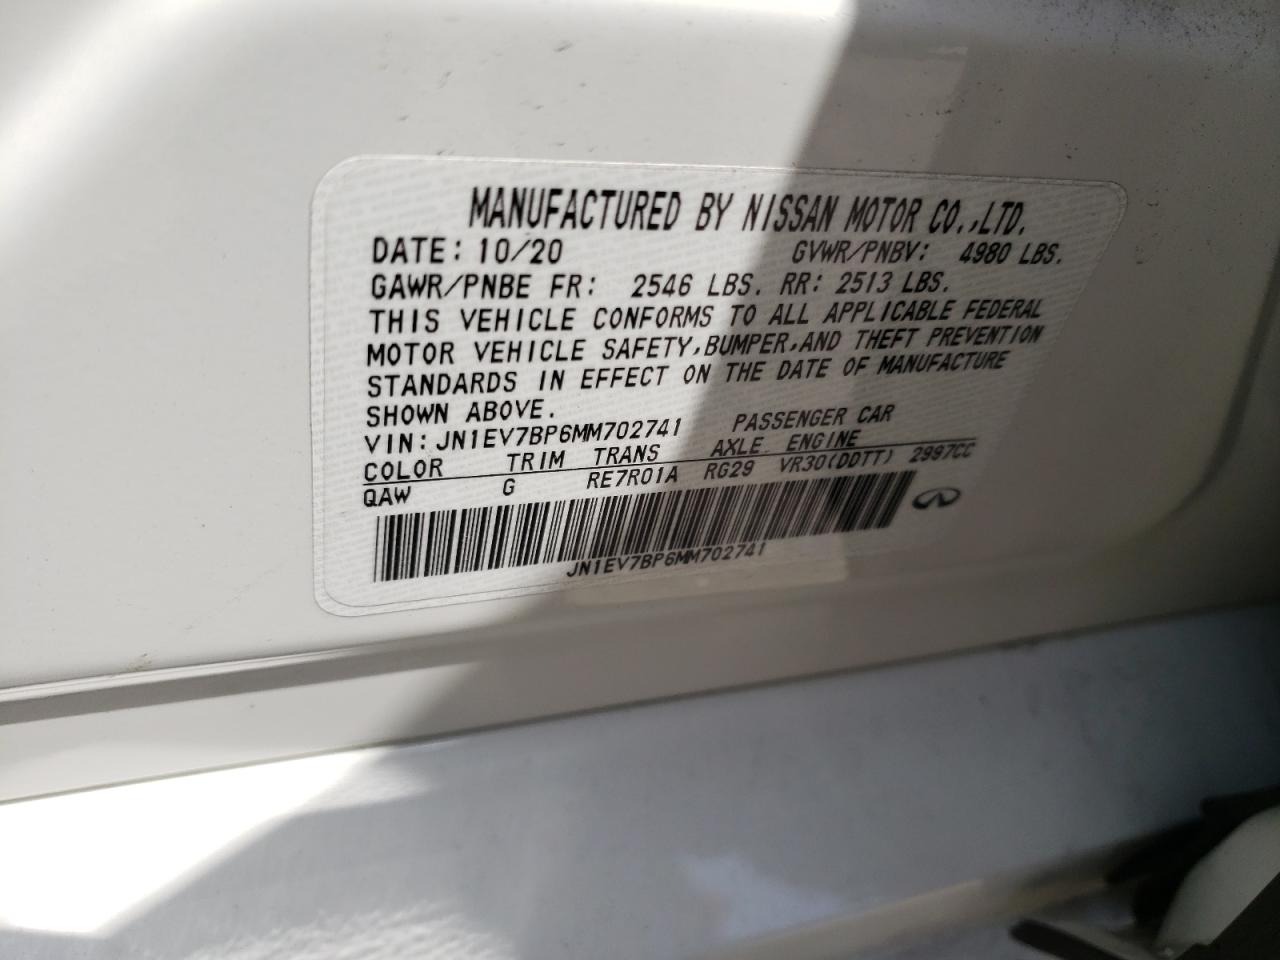 MANUFACTURED BY NISSAN MOTOR CO.,LTD.
DATE: 10/20 GVWR/PNBV: 4980 LBS.
GAWR/PNBE FR: 2546 LBS. RR: 2513 LBS.
THIS VEHICLE CONFORMS TO ALL APPLICABLE FEDERAL
MOTOR VEHICLE SAFETY,BUMPER,AND THEFT PREVENTION
STANDARDS IN EFFECT ON THE DATE OF MANUFACTURE
SHOWN ABOVE.
VIN: JN1EV7BP6MM702741 PASSENGER CAR
COLOR TRIM TRANS AXLE ENGINE
QAW G RE7R01A RG29 VR30(DDTT) 2997CC
JN1EV7BP6MM702741